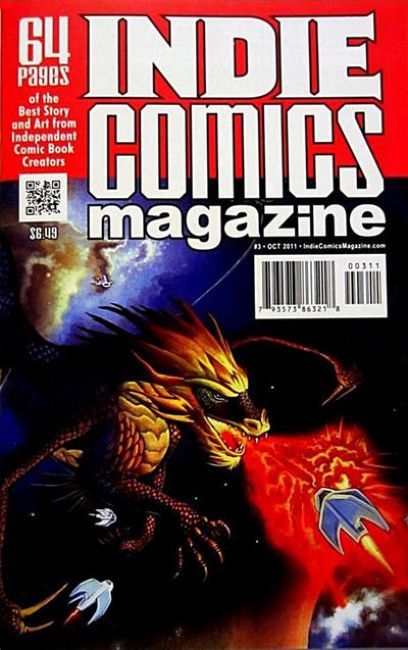 64
PAGES
of the
Best Story
and Art from
Independent
Comic Book
Creators
$6.49
INDIE
COMICS
magazine
#3 • OCT 2011 • IndieComicsMagazine.com
00311
7 93573 86321 8